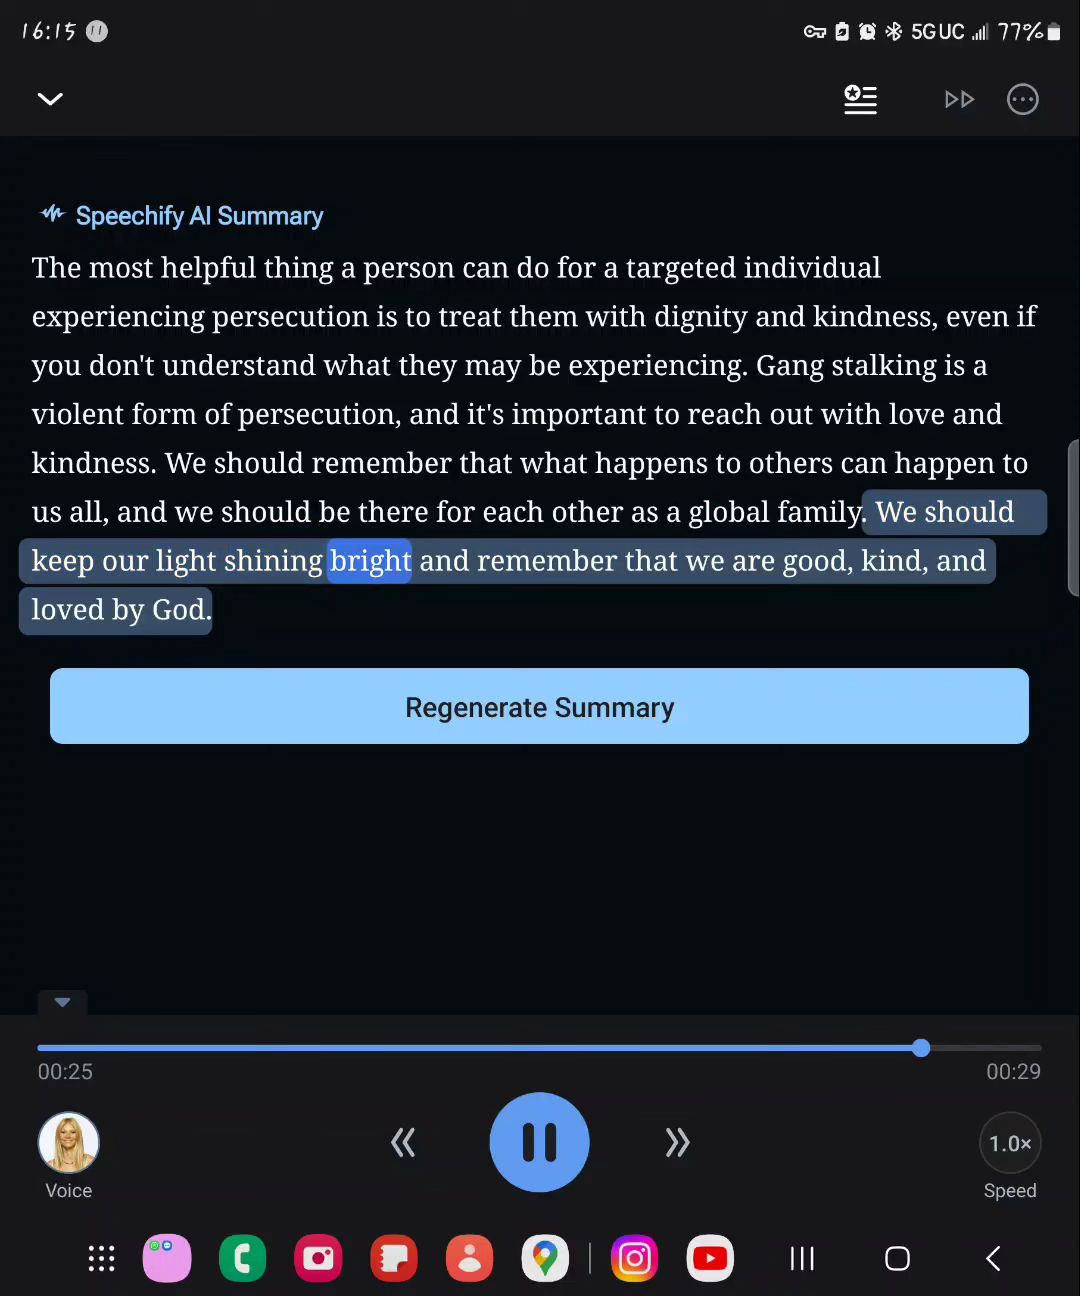 16:15
5G UC 77%
Speechify AI Summary
The most helpful thing a person can do for a targeted individual
experiencing persecution is to treat them with dignity and kindness, even if
you don't understand what they may be experiencing. Gang stalking is a
violent form of persecution, and it's important to reach out with love and
kindness. We should remember that what happens to others can happen to
us all, and we should be there for each other as a global family. We should
keep our light shining bright and remember that we are good, kind, and
loved by God.
Regenerate Summary
00:25
00:29
1.0×
Voice
Speed